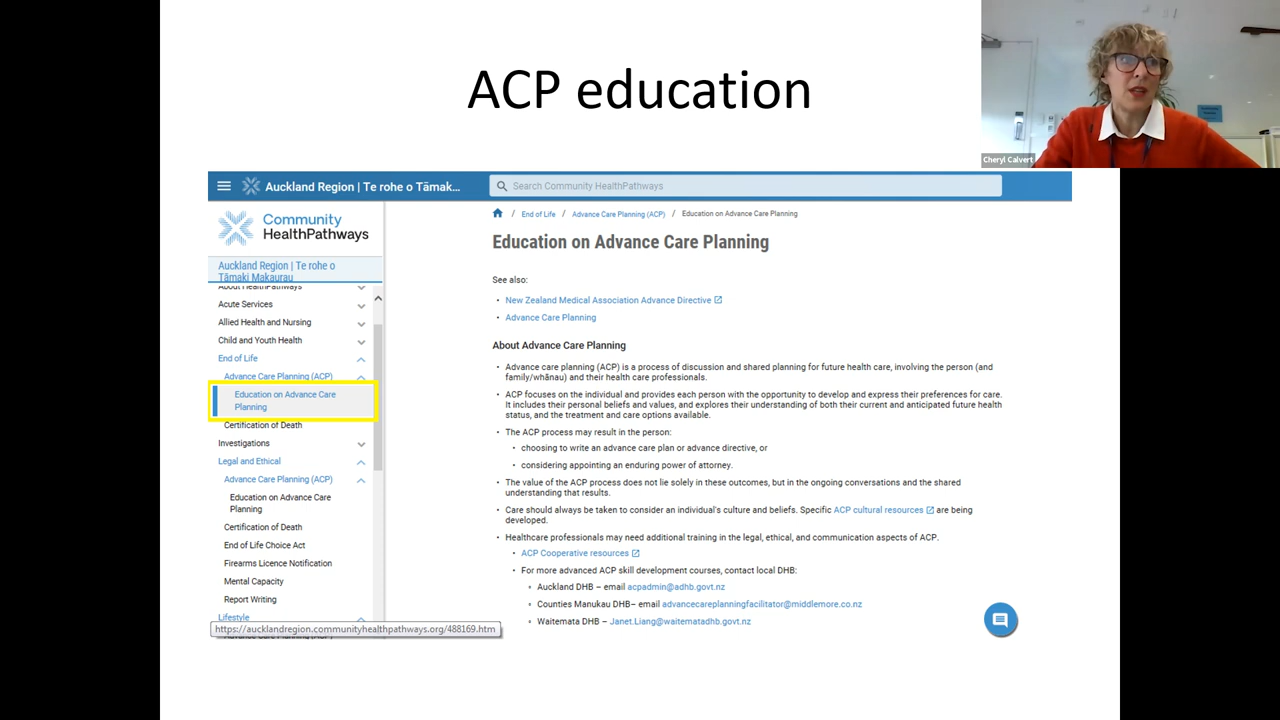 ACP education
Cheryl Calvert
Auckland Region | Te rohe o Tāmak...
Search Community HealthPathways
Community
HealthPathways
Auckland Region | Te rohe o
Tāmaki Makaurau
About HealthPathways
Acute Services
Allied Health and Nursing
Child and Youth Health
End of Life
Advance Care Planning (ACP)
Education on Advance Care
Planning
Certification of Death
Investigations
Legal and Ethical
Advance Care Planning (ACP)
Education on Advance Care
Planning
Certification of Death
End of Life Choice Act
Firearms Licence Notification
Mental Capacity
Report Writing
Lifestyle
https://aucklandregion.communityhealthpathways.org/488169.htm
/ End of Life / Advance Care Planning (ACP) / Education on Advance Care Planning
Education on Advance Care Planning
See also:
• New Zealand Medical Association Advance Directive
• Advance Care Planning
About Advance Care Planning
• Advance care planning (ACP) is a process of discussion and shared planning for future health care, involving the person (and
family/whānau) and their health care professionals.
• ACP focuses on the individual and provides each person with the opportunity to develop and express their preferences for care.
It includes their personal beliefs and values, and explores their understanding of both their current and anticipated future health
status, and the treatment and care options available.
• The ACP process may result in the person:
• choosing to write an advance care plan or advance directive, or
• considering appointing an enduring power of attorney.
• The value of the ACP process does not lie solely in these outcomes, but in the ongoing conversations and the shared
understanding that results.
• Care should always be taken to consider an individual's culture and beliefs. Specific ACP cultural resources are being
developed.
• Healthcare professionals may need additional training in the legal, ethical, and communication aspects of ACP.
• ACP Cooperative resources
• For more advanced ACP skill development courses, contact local DHB:
• Auckland DHB – email acpadmin@adhb.govt.nz
• Counties Manukau DHB– email advancecareplanningfacilitator@middlemore.co.nz
• Waitemata DHB – Janet.Liang@waitematadhb.govt.nz